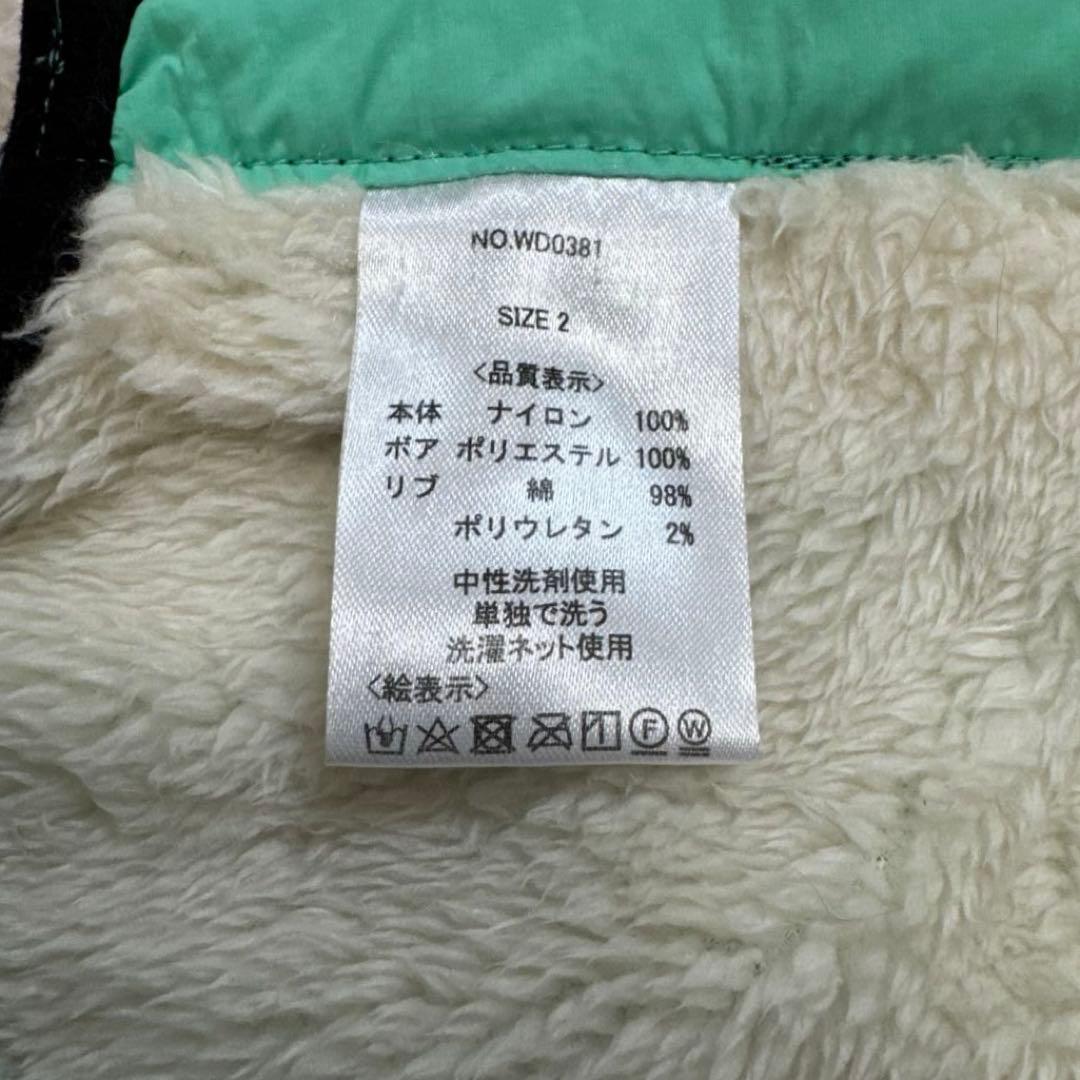 NO.WD0381
SIZE 2
<品質表示>
本体 ナイロン 100%
ボア ポリエステル 100%
リブ 綿 98%
ポリウレタン 2%
中性洗剤使用
単独で洗う
洗濯ネット使用
<絵表示>
F W